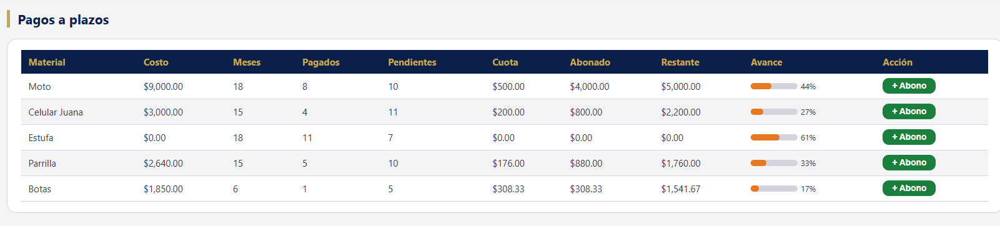 Pagos a plazos
Material Costo Meses Pagados Pendientes Cuota Abonado Restante Avance Acción
Moto $9,000.00 18 8 10 $500.00 $4,000.00 $5,000.00 44% + Abono
Celular Juana $3,000.00 15 4 11 $200.00 $800.00 $2,200.00 27% + Abono
Estufa $0.00 18 11 7 $0.00 $0.00 $0.00 61% + Abono
Parrilla $2,640.00 15 5 10 $176.00 $880.00 $1,760.00 33% + Abono
Botas $1,850.00 6 1 5 $308.33 $308.33 $1,541.67 17% + Abono